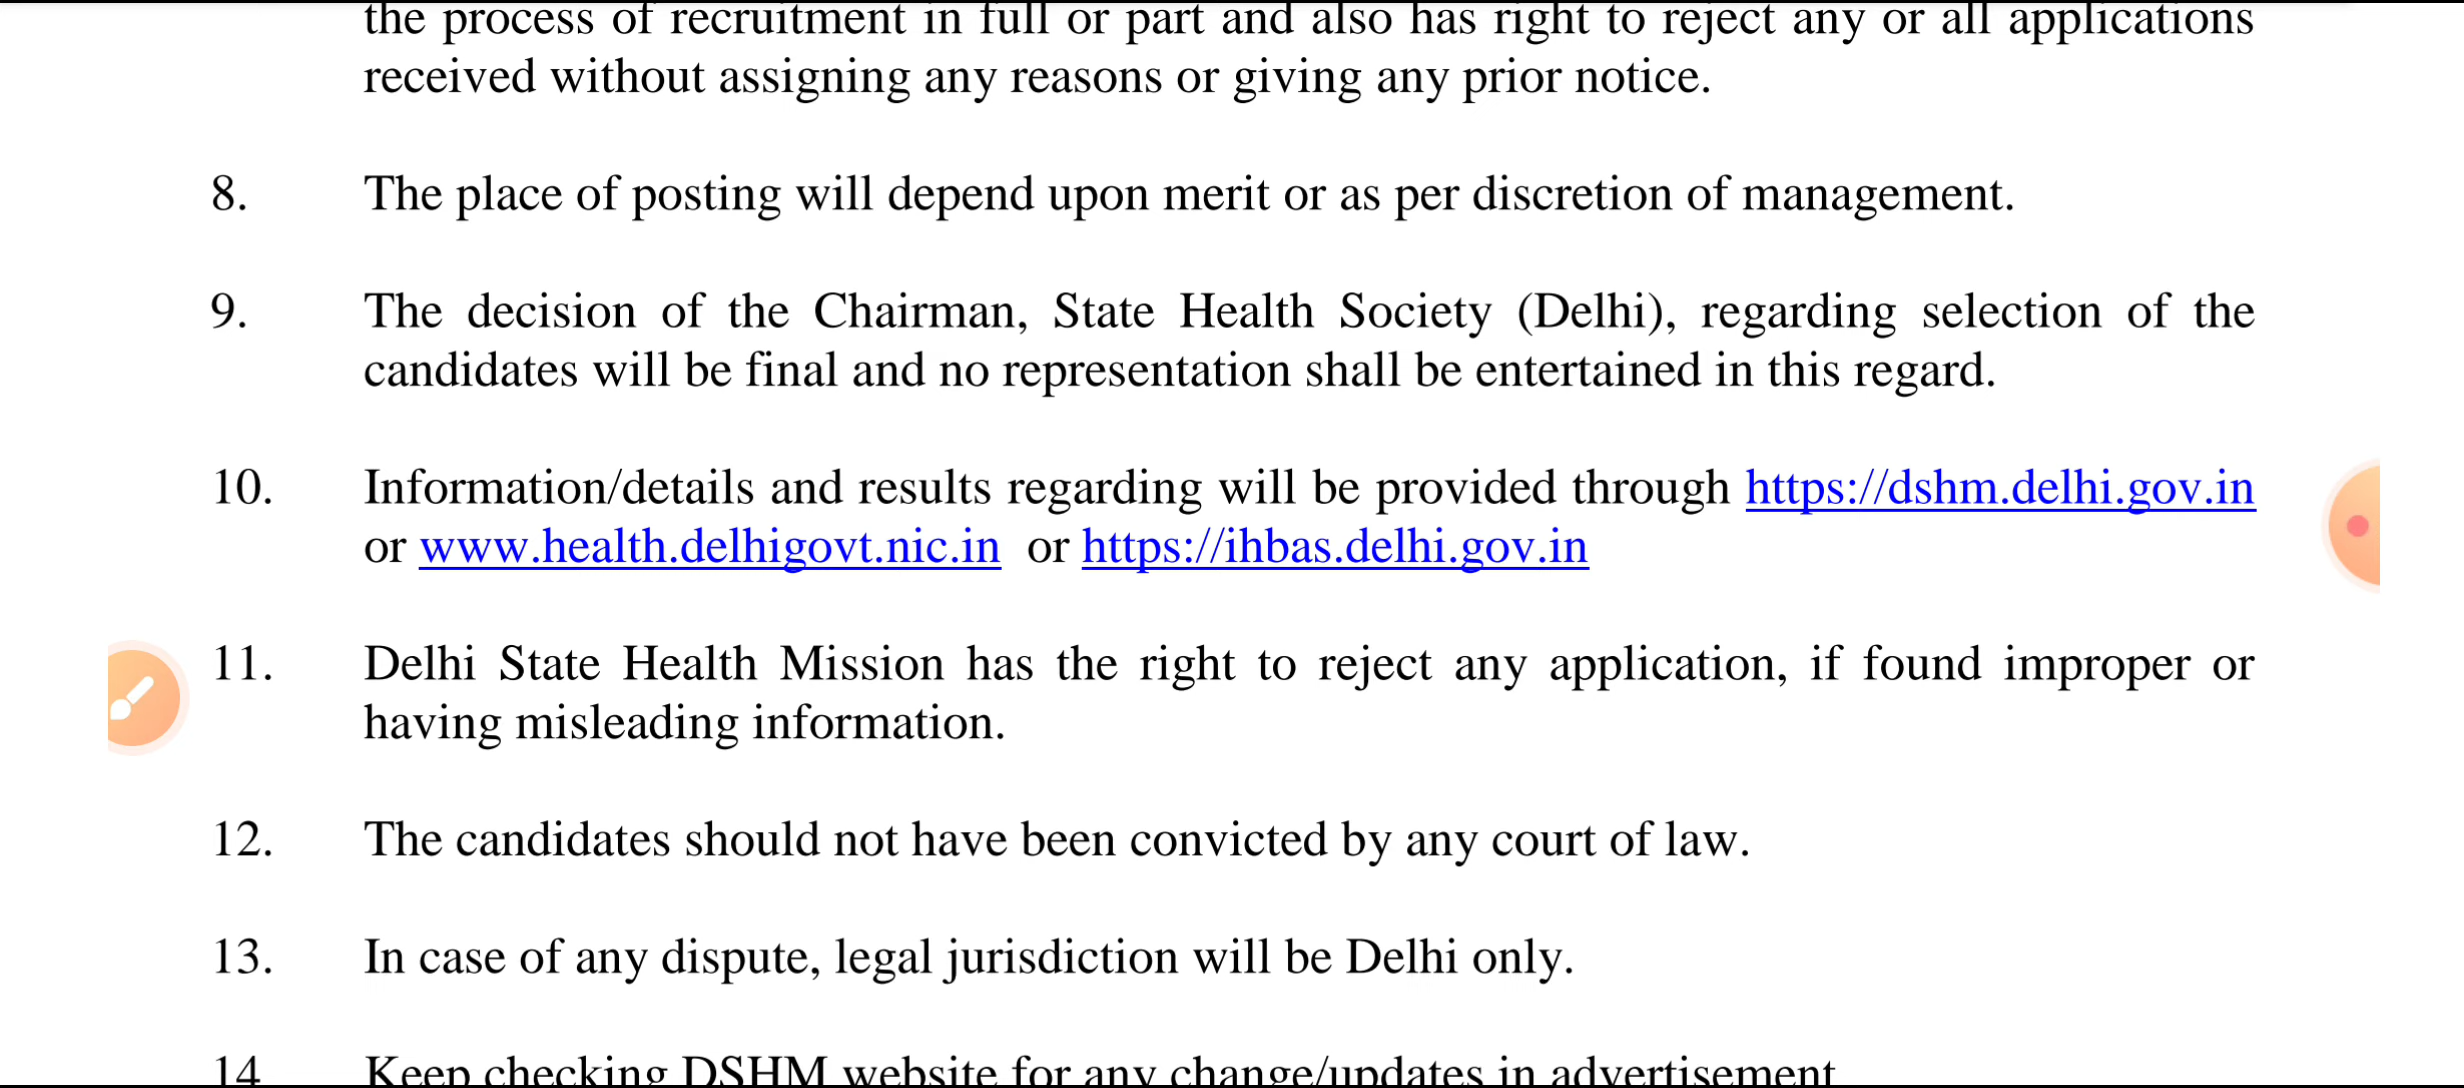 the process of recruitment in full or part and also has right to reject any or all applications
received without assigning any reasons or giving any prior notice.
8. The place of posting will depend upon merit or as per discretion of management.
9. The decision of the Chairman, State Health Society (Delhi), regarding selection of the
candidates will be final and no representation shall be entertained in this regard.
10. Information/details and results regarding will be provided through https://dshm.delhi.gov.in
or www.health.delhigovt.nic.in or https://ihbas.delhi.gov.in
11. Delhi State Health Mission has the right to reject any application, if found improper or
having misleading information.
12. The candidates should not have been convicted by any court of law.
13. In case of any dispute, legal jurisdiction will be Delhi only.
14 Keep checking DSHM website for any change/updates in advertisement